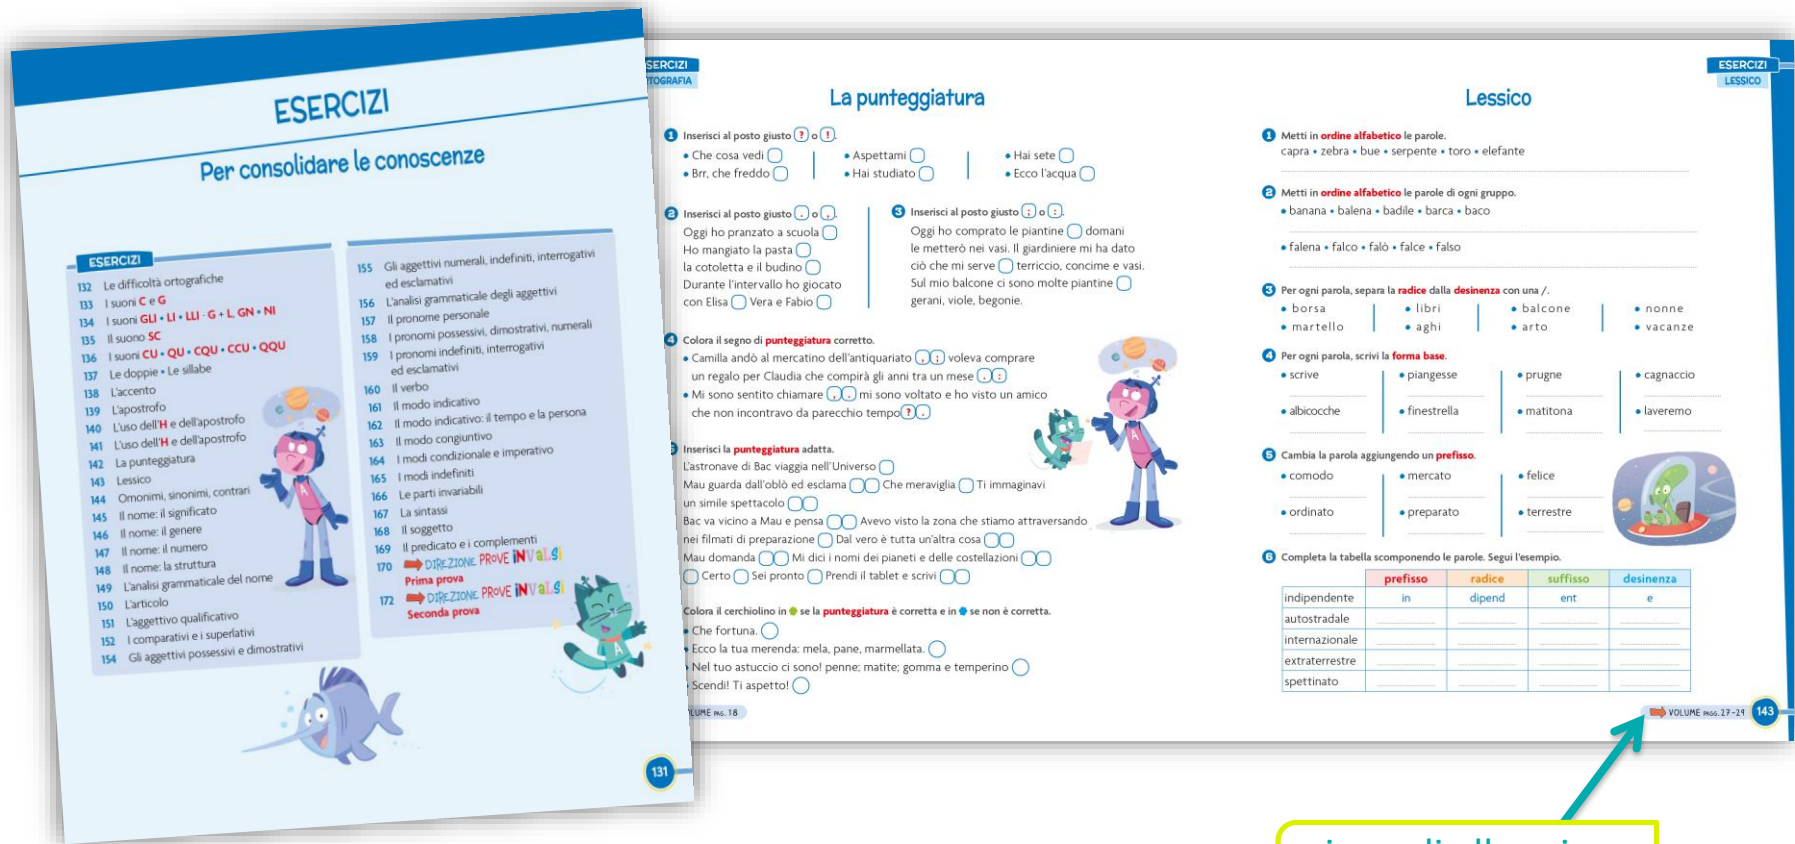 ESERCIZI
Per consolidare le conoscenze
ESERCIZI
132 Le difficoltà ortografiche
133 I suoni C e G
134 I suoni GLI • LI • LLI - G + L, GN • NI
135 Il suono SC
136 I suoni CU • QU • CQU • CCU • QQU
137 Le doppie • Le sillabe
138 L'accento
139 L'apostrofo
140 L'uso dell'H e dell'apostrofo
141 L'uso dell'H e dell'apostrofo
142 La punteggiatura
143 Lessico
144 Omonimi, sinonimi, contrari
145 Il nome: il significato
146 Il nome: il genere
147 Il nome: il numero
148 Il nome: la struttura
149 L'analisi grammaticale del nome
150 L'articolo
151 L'aggettivo qualificativo
152 I comparativi e i superlativi
154 Gli aggettivi possessivi e dimostrativi
155 Gli aggettivi numerali, indefiniti, interrogativi
ed esclamativi
156 L'analisi grammaticale degli aggettivi
157 Il pronome personale
158 I pronomi possessivi, dimostrativi, numerali
159 I pronomi indefiniti, interrogativi
ed esclamativi
160 Il verbo
161 Il modo indicativo
162 Il modo indicativo: il tempo e la persona
163 Il modo congiuntivo
164 I modi condizionale e imperativo
165 I modi indefiniti
166 Le parti invariabili
167 La sintassi
168 Il soggetto
169 Il predicato e i complementi
170 DIREZIONE PROVE INVALSI
Prima prova
172 DIREZIONE PROVE INVALSI
Seconda prova
A
A
131
SERCIZI
TOGRAFIA
La punteggiatura
1 Inserisci al posto giusto ? o !.
• Che cosa vedi
• Brr, che freddo
• Aspettami
• Hai studiato
• Hai sete
• Ecco l'acqua
2 Inserisci al posto giusto . o ,.
Oggi ho pranzato a scuola
Ho mangiato la pasta
la cotoletta e il budino
Durante l'intervallo ho giocato
con Elisa Vera e Fabio
3 Inserisci al posto giusto ; o :.
Oggi ho comprato le piantine domani
le metterò nei vasi. Il giardiniere mi ha dato
ciò che mi serve terriccio, concime e vasi.
Sul mio balcone ci sono molte piantine
gerani, viole, begonie.
4 Colora il segno di punteggiatura corretto.
• Camilla andò al mercatino dell'antiquariato , ; voleva comprare
un regalo per Claudia che compirà gli anni tra un mese . :
• Mi sono sentito chiamare , . mi sono voltato e ho visto un amico
che non incontravo da parecchio tempo ? .
Inserisci la punteggiatura adatta.
L'astronave di Bac viaggia nell'Universo
Mau guarda dall'oblò ed esclama Che meraviglia Ti immaginavi
un simile spettacolo
Bac va vicino a Mau e pensa Avevo visto la zona che stiamo attraversando
nei filmati di preparazione Dal vero è tutta un'altra cosa
Mau domanda Mi dici i nomi dei pianeti e delle costellazioni
Certo Sei pronto Prendi il tablet e scrivi
Colora il cerchiolino in se la punteggiatura è corretta e in se non è corretta.
• Che fortuna.
• Ecco la tua merenda: mela, pane, marmellata.
• Nel tuo astuccio ci sono! penne; matite; gomma e temperino
• Scendi! Ti aspetto!
LUME PAG. 18
A
ESERCIZI
LESSICO
Lessico
1 Metti in ordine alfabetico le parole.
capra • zebra • bue • serpente • toro • elefante
2 Metti in ordine alfabetico le parole di ogni gruppo.
• banana • balena • badile • barca • baco
• falena • falco • falò • falce • falso
3 Per ogni parola, separa la radice dalla desinenza con una /.
• borsa • libri • balcone • nonne
• martello • aghi • arto • vacanze
4 Per ogni parola, scrivi la forma base.
• scrive • piangesse • prugne • cagnaccio
• albicocche • finestrella • matitona • laveremo
5 Cambia la parola aggiungendo un prefisso.
• comodo • mercato • felice
• ordinato • preparato • terrestre
6 Completa la tabella scomponendo le parole. Segui l'esempio.
prefisso radice suffisso desinenza
indipendente in dipend ent e
autostradale
internazionale
extraterrestre
spettinato
VOLUME PAGG. 27-29 143